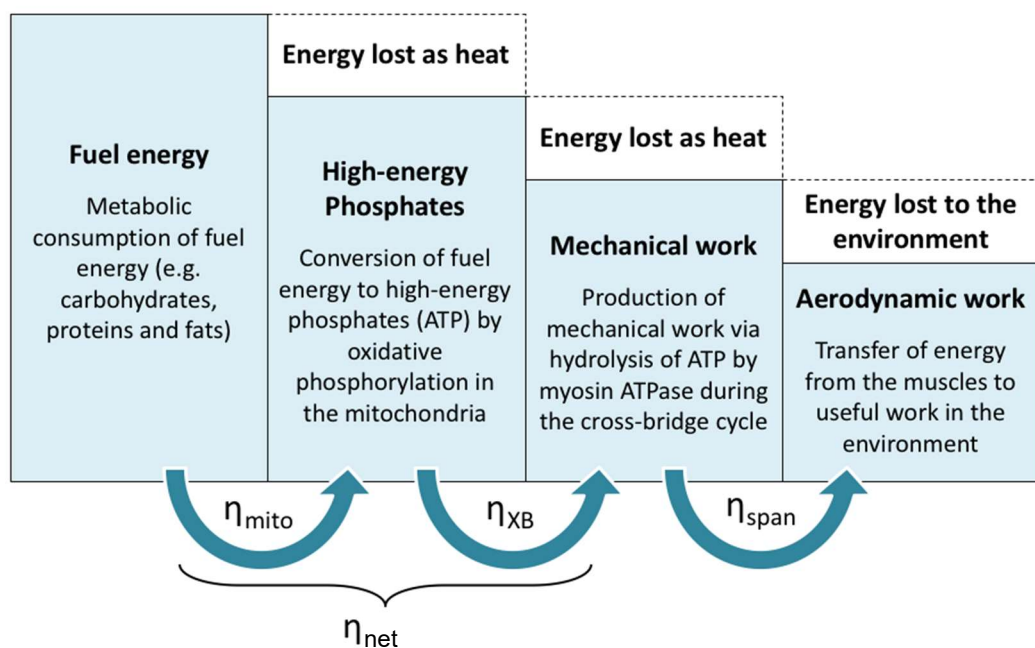 Fuel energy
Metabolic
consumption of fuel
energy (e.g.
carbohydrates,
proteins and fats)
Energy lost as heat
High-energy
Phosphates
Conversion of fuel
energy to high-energy
phosphates (ATP) by
oxidative
phosphorylation in
the mitochondria
Energy lost as heat
Mechanical work
Production of
mechanical work via
hydrolysis of ATP by
myosin ATPase during
the cross-bridge cycle
Energy lost to the
environment
Aerodynamic work
Transfer of energy
from the muscles to
useful work in the
environment
ηmito
ηXB
ηspan
ηnet